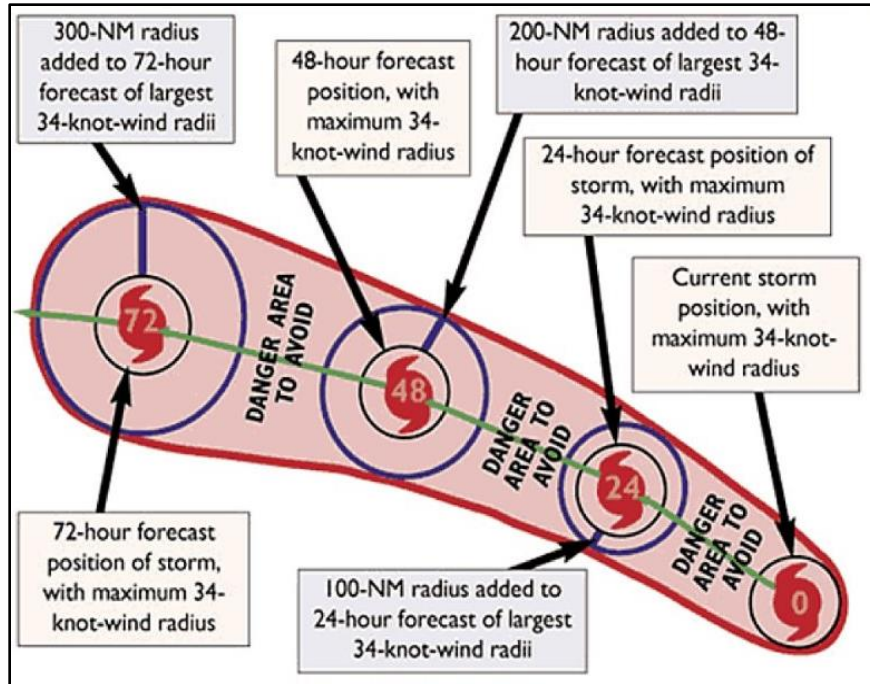 300-NM radius
added to 72-hour
forecast of largest
34-knot-wind radii
48-hour forecast
position, with
maximum 34-
knot-wind radius
200-NM radius added to 48-
hour forecast of largest 34-
knot-wind radii
24-hour forecast position of
storm, with maximum
34-knot-wind radius
Current storm
position, with
maximum 34-knot-
wind radius
72
DANGER AREA
TO AVOID
48
DANGER
AREA TO
AVOID
24
DANGER
AREA TO
AVOID
0
72-hour forecast
position of storm,
with maximum 34-
knot-wind radius
100-NM radius added to
24-hour forecast of largest
34-knot-wind radii